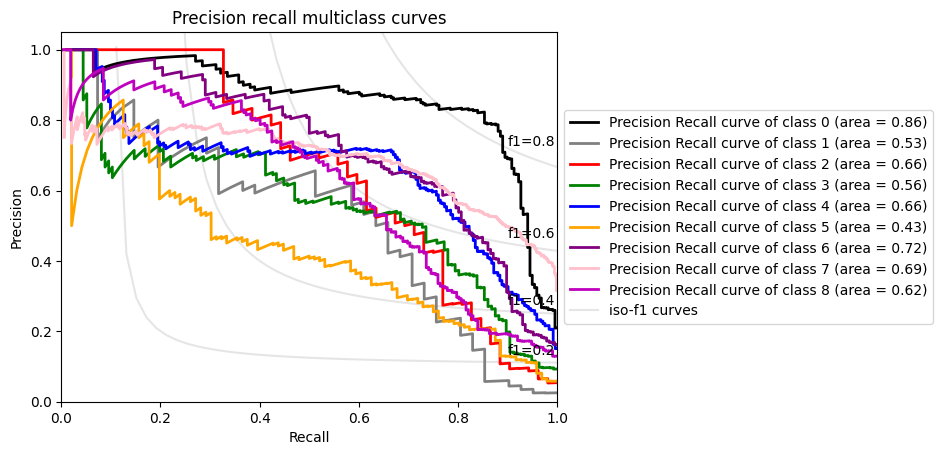 Precision recall multiclass curves
1.0
0.8
0.6
0.4
0.2
0.0
Precision
0.0 0.2 0.4 0.6 0.8 1.0
Recall
f1=0.8
f1=0.6
f1=0.4
f1=0.2
Precision Recall curve of class 0 (area = 0.86)
Precision Recall curve of class 1 (area = 0.53)
Precision Recall curve of class 2 (area = 0.66)
Precision Recall curve of class 3 (area = 0.56)
Precision Recall curve of class 4 (area = 0.66)
Precision Recall curve of class 5 (area = 0.43)
Precision Recall curve of class 6 (area = 0.72)
Precision Recall curve of class 7 (area = 0.69)
Precision Recall curve of class 8 (area = 0.62)
iso-f1 curves